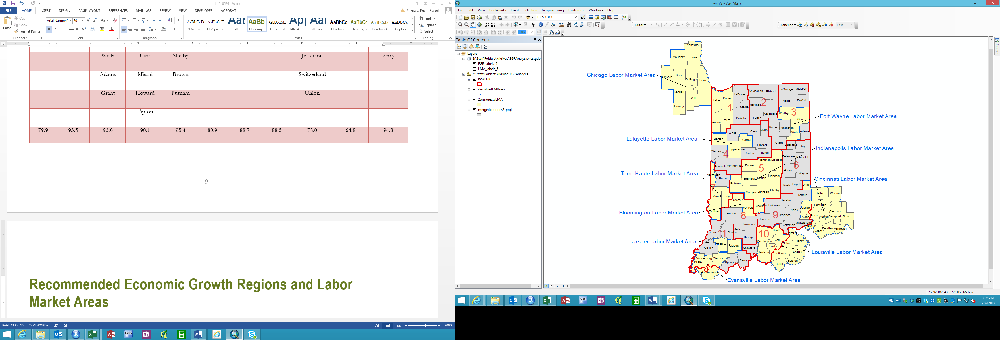 draft_0526 - Word
FILE HOME INSERT DESIGN PAGE LAYOUT REFERENCES MAILINGS REVIEW VIEW DEVELOPER ACROBAT
Krivacsy, Kevin Russell
Paste
Cut
Copy
Format Painter
Clipboard
Arial Narrow (H 20
Font
Paragraph
AaBbCcD AaBbCcD AaI AaBb AaBbCcDdE Apj AaI AaBbCc AaBbCc AaBbCcD AaBbCc
¶ Normal No Spacing Title Heading 1 Table Text Title_App... Title_noT... Heading 2 Heading 3 Heading 4 ¶ Caption
Styles
Find
Replace
Select
Editing
1 2 3 4 5 6 7
Wells Cass Shelby Jefferson Perry
Adams Miami Brown Switzerland
Grant Howard Putnam Union
Tipton
79.9 93.5 93.0 90.1 95.4 80.9 88.7 88.5 78.0 64.8 94.8
9
Recommended Economic Growth Regions and Labor
Market Areas
PAGE 11 OF 15 2271 WORDS
200%
esri5 - ArcMap
File Edit View Bookmarks Insert Selection Geoprocessing Customize Windows Help
1:2,500,000
Editor
Labeling
Fast
Table Of Contents
Layers
S:\Staff Folders\krkrivac\EGRAnalysis\testgdb.
EGR_labels_5
LMA_labels_5
S:\Staff Folders\krkrivac\EGRAnalysis
newEGR
dissolvedLMAnew
2ormorectyLMA
mergedcounties2_proj
Search
Kenosha
McHenry Lake
Chicago Labor Market Area
DeKalb Kane DuPage Cook
Kendall Will
Grundy
Lake Porter LaPorte St. Joseph Elkhart LaGrange Steuben
1 2 Starke Marshall Noble DeKalb
Newton Jasper Pulaski Fulton Kosciusko Whitley 3 Allen
Fort Wayne Labor Market Area
White Cass Miami Wabash Huntington Wells Adams
Lafayette Labor Market Area
Benton Carroll Howard Grant Blackford Jay
Indianapolis Labor Market Area
Warren Tippecanoe Clinton Tipton Delaware Randolph
4 Fountain Montgomery Boone Hamilton Madison 5 Henry 6 Wayne
Terre Haute Labor Market Area
Vermillion Parke Putnam Hendricks Marion Hancock Rush Fayette Union
Cincinnati Labor Market Area
7 Vigo Clay Morgan Johnson Shelby Franklin Butler Warren
Owen Monroe Brown Bartholomew Decatur Ripley Dearborn Hamilton Clermont
Bloomington Labor Market Area
Sullivan Greene 8 Lawrence Jackson 9 Jennings Ohio Boone Kenton Campbell Brown
Jefferson Switzerland Gallatin Grant Pendleton Bracken
Knox 11 Daviess Martin Orange 10 Scott Trimble
Jasper Labor Market Area
Washington Clark Oldham Henry
Gibson Pike Dubois Crawford Floyd Harrison Jefferson Shelby
Louisville Labor Market Area
Vanderburgh Warrick Posey Spencer Perry Bullitt Spencer
Henderson
Evansville Labor Market Area
76692.182 4332723.066 Meters
3:52 PM
5/26/2017